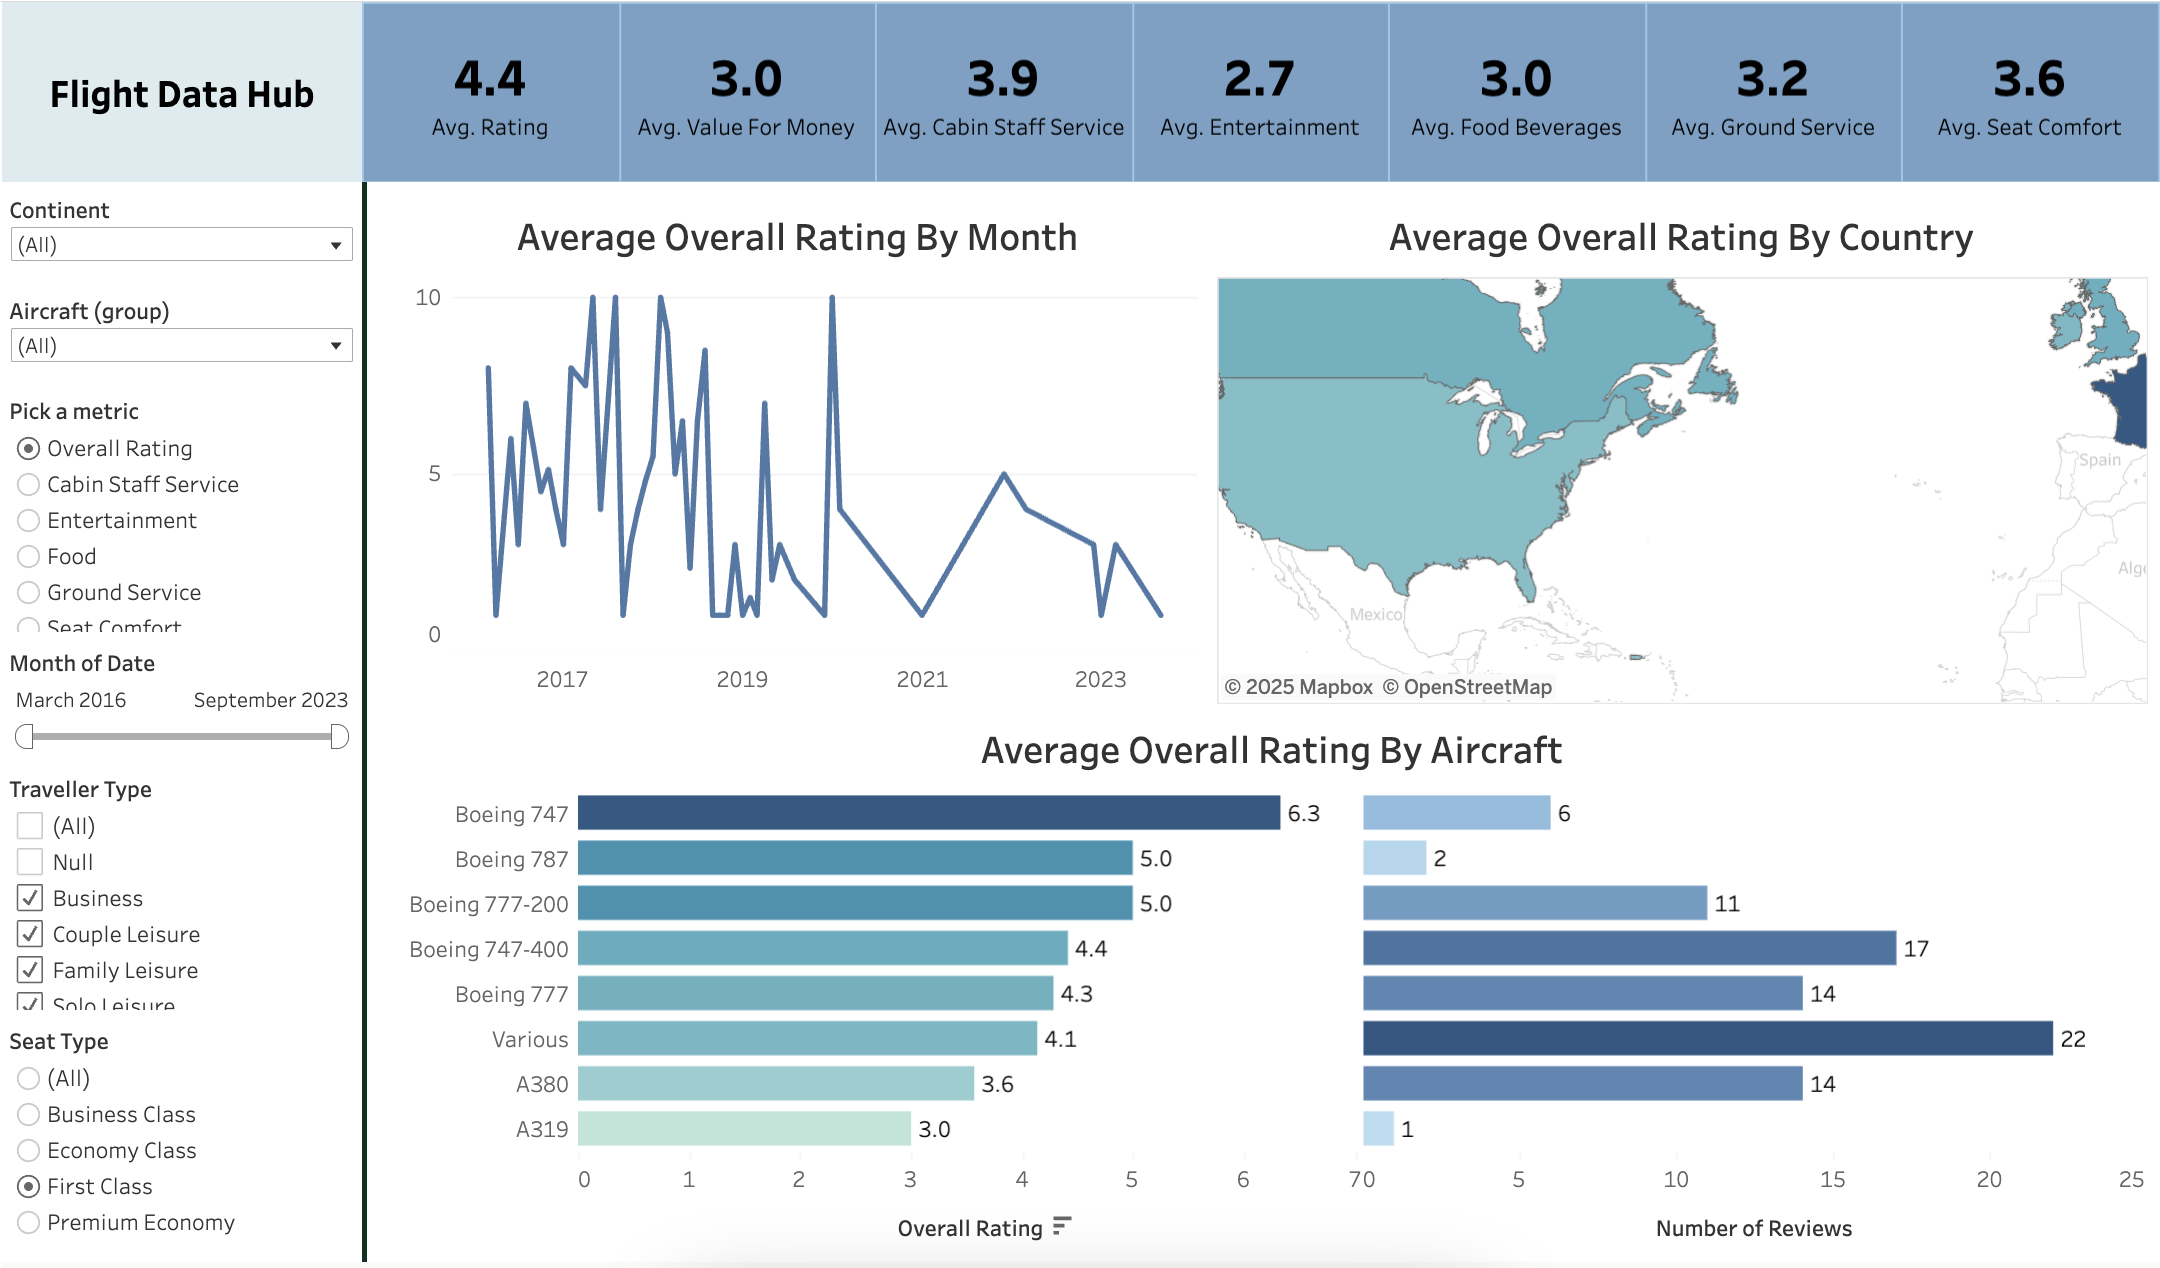 Flight Data Hub
4.4
Avg. Rating
3.0
Avg. Value For Money
3.9
Avg. Cabin Staff Service
2.7
Avg. Entertainment
3.0
Avg. Food Beverages
3.2
Avg. Ground Service
3.6
Avg. Seat Comfort
Continent
(All)
Aircraft (group)
(All)
Pick a metric
Overall Rating
Cabin Staff Service
Entertainment
Food
Ground Service
Seat Comfort
Month of Date
March 2016 September 2023
Traveller Type
(All)
Null
Business
Couple Leisure
Family Leisure
Solo Leisure
Seat Type
(All)
Business Class
Economy Class
First Class
Premium Economy
Average Overall Rating By Month
10
5
0
2017 2019 2021 2023
Average Overall Rating By Country
Spain
Alge
Mexico
© 2025 Mapbox © OpenStreetMap
Average Overall Rating By Aircraft
Boeing 747 6.3 6
Boeing 787 5.0 2
Boeing 777-200 5.0 11
Boeing 747-400 4.4 17
Boeing 777 4.3 14
Various 4.1 22
A380 3.6 14
A319 3.0 1
0 1 2 3 4 5 6 7 0 5 10 15 20 25
Overall Rating Number of Reviews